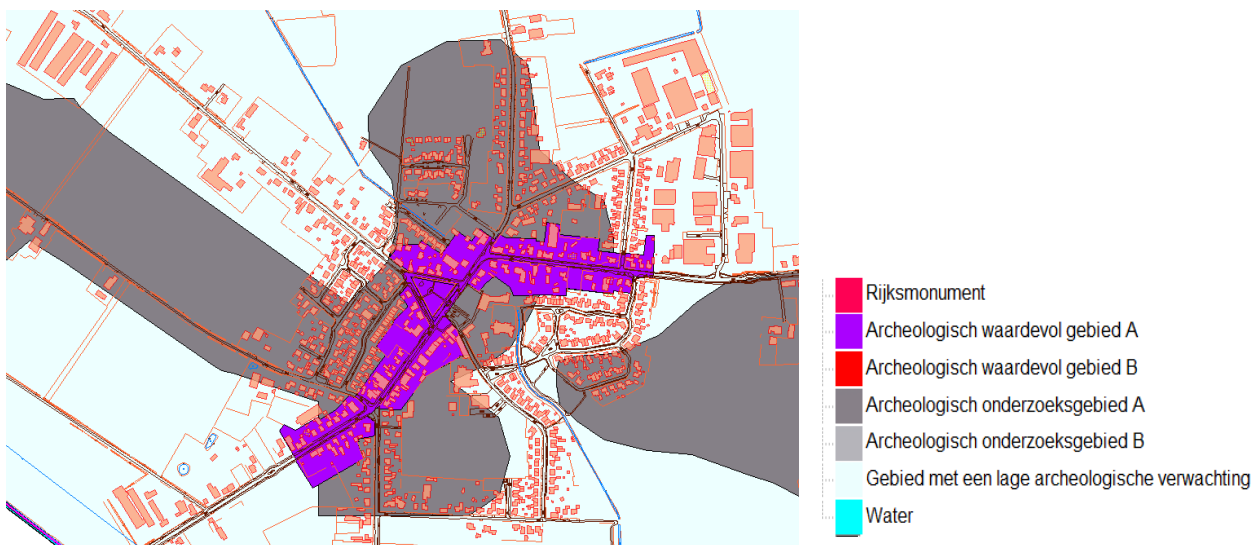 Rijksmonument
Archeologisch waardevol gebied A
Archeologisch waardevol gebied B
Archeologisch onderzoeksgebied A
Archeologisch onderzoeksgebied B
Gebied met een lage archeologische verwachting
Water